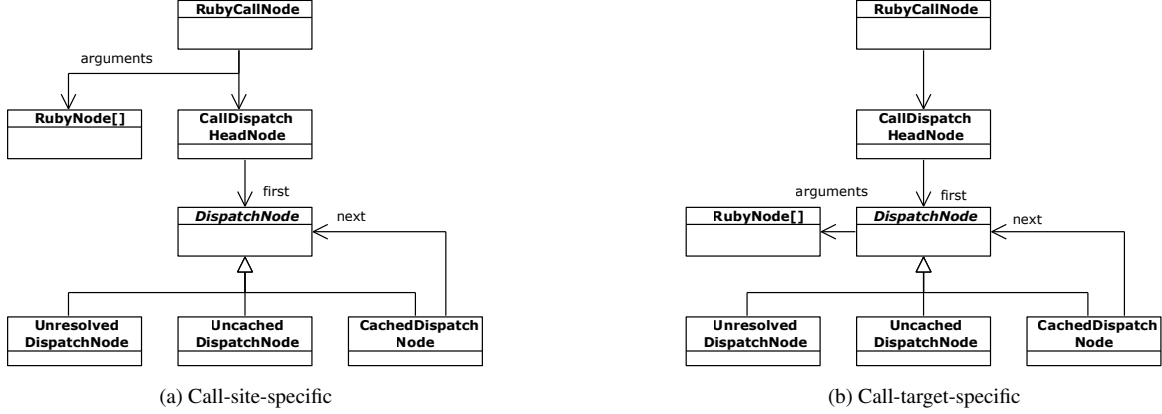 RubyCallNode
arguments
RubyNode[]
CallDispatch
HeadNode
first
DispatchNode
next
Unresolved
DispatchNode
Uncached
DispatchNode
CachedDispatch
Node
(a) Call-site-specific
RubyCallNode
CallDispatch
HeadNode
arguments
first
RubyNode[]
DispatchNode
next
Unresolved
DispatchNode
Uncached
DispatchNode
CachedDispatch
Node
(b) Call-target-specific